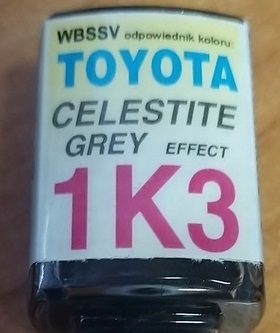 WBSSV odpowiednik koloru:
TOYOTA
CELESTITE
GREY EFFECT
1K3